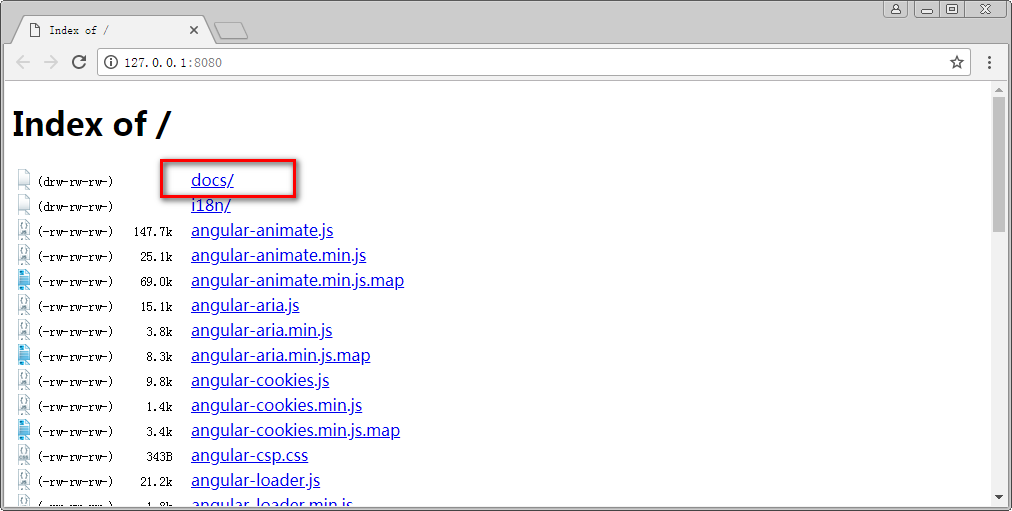 Index of /
127.0.0.1:8080
Index of /
(drw-rw-rw-) docs/
(drw-rw-rw-) i18n/
(-rw-rw-rw-) 147.7k angular-animate.js
(-rw-rw-rw-) 25.1k angular-animate.min.js
(-rw-rw-rw-) 69.0k angular-animate.min.js.map
(-rw-rw-rw-) 15.1k angular-aria.js
(-rw-rw-rw-) 3.8k angular-aria.min.js
(-rw-rw-rw-) 8.3k angular-aria.min.js.map
(-rw-rw-rw-) 9.8k angular-cookies.js
(-rw-rw-rw-) 1.4k angular-cookies.min.js
(-rw-rw-rw-) 3.4k angular-cookies.min.js.map
(-rw-rw-rw-) 343B angular-csp.css
(-rw-rw-rw-) 21.2k angular-loader.js
(-rw-rw-rw-) 1.8k angular-loader.min.js